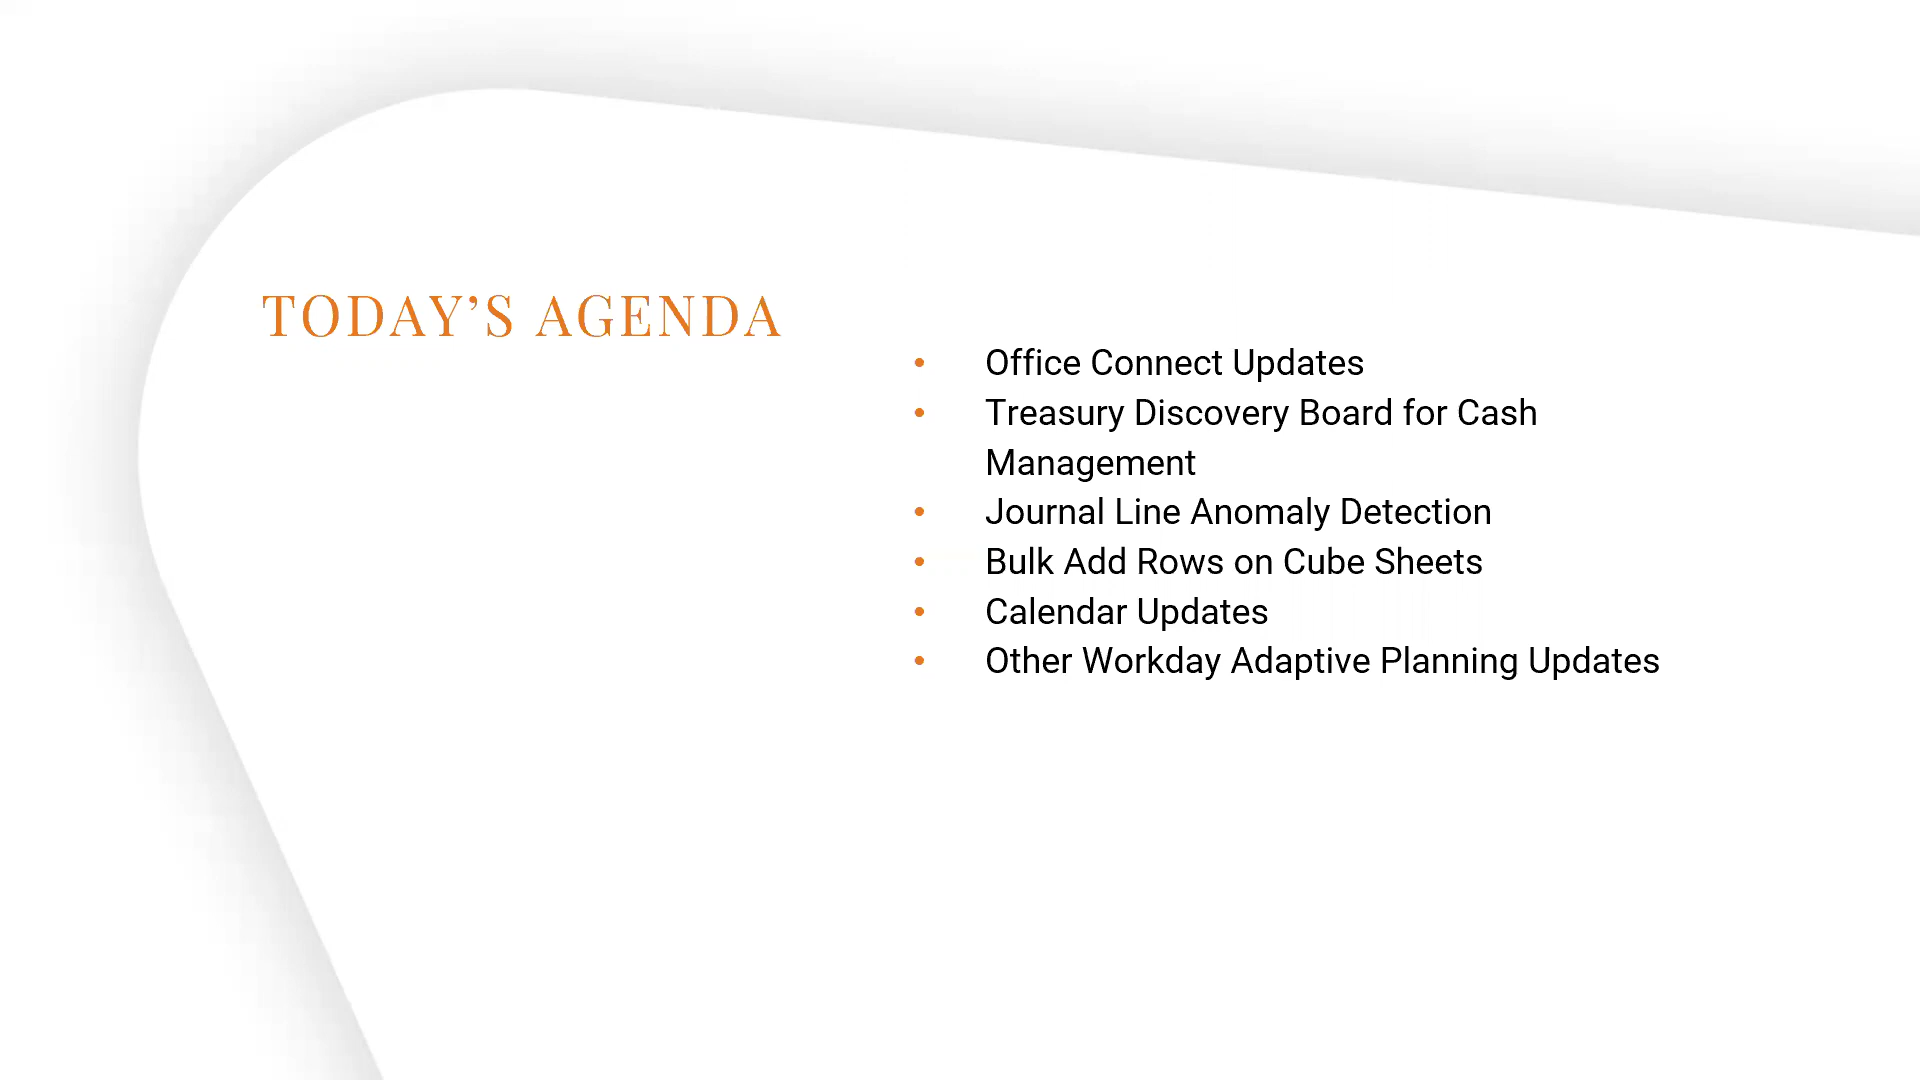 TODAY’S AGENDA
• Office Connect Updates
• Treasury Discovery Board for Cash
Management
• Journal Line Anomaly Detection
• Bulk Add Rows on Cube Sheets
• Calendar Updates
• Other Workday Adaptive Planning Updates